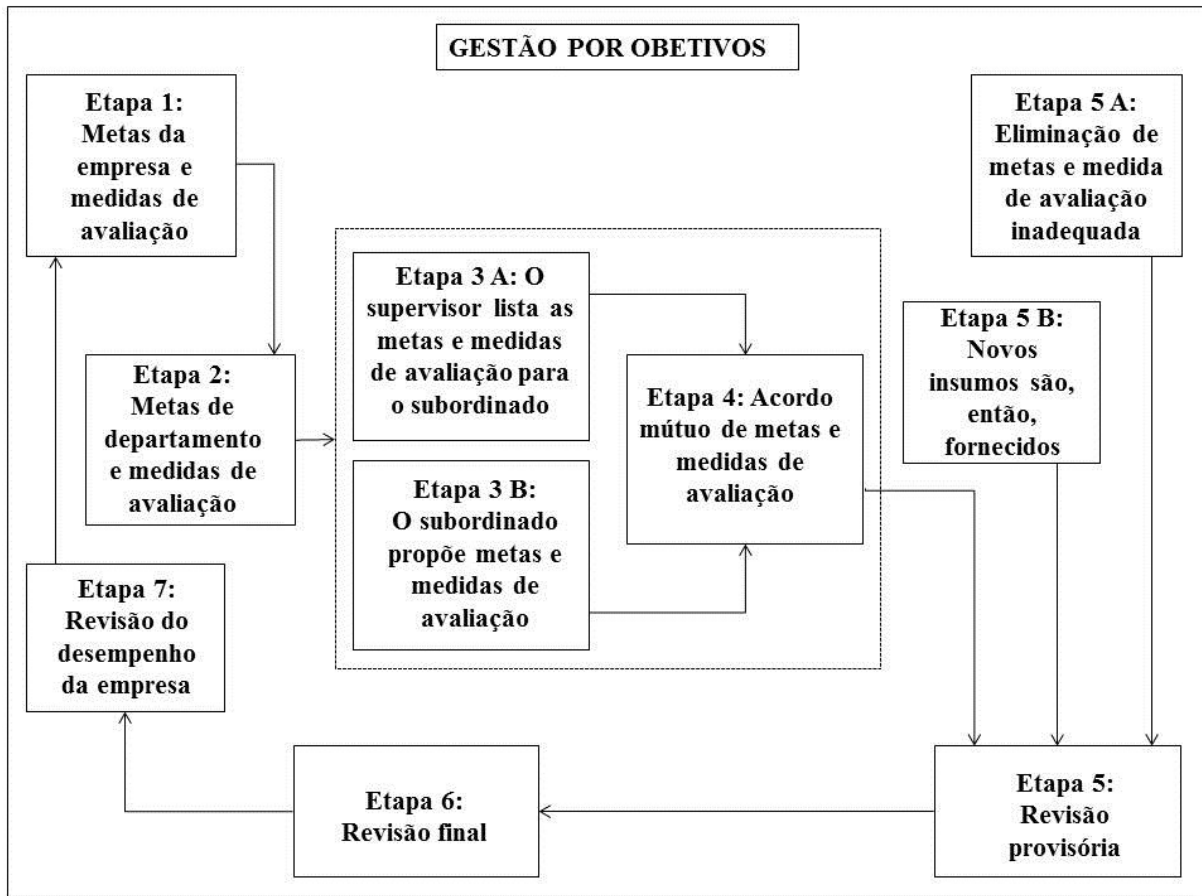 GESTÃO POR OBETIVOS
Etapa 1:
Metas da
empresa e
medidas de
avaliação
Etapa 2:
Metas de
departamento
e medidas de
avaliação
Etapa 3 A: O
supervisor lista as
metas e medidas
de avaliação para
o subordinado
Etapa 3 B:
O subordinado
propõe metas e
medidas de
avaliação
Etapa 4: Acordo
mútuo de metas e
medidas de
avaliação
Etapa 5 A:
Eliminação de
metas e medida
de avaliação
inadequada
Etapa 5 B:
Novos
insumos são,
então,
fornecidos
Etapa 5:
Revisão
provisória
Etapa 6:
Revisão final
Etapa 7:
Revisão do
desempenho
da empresa